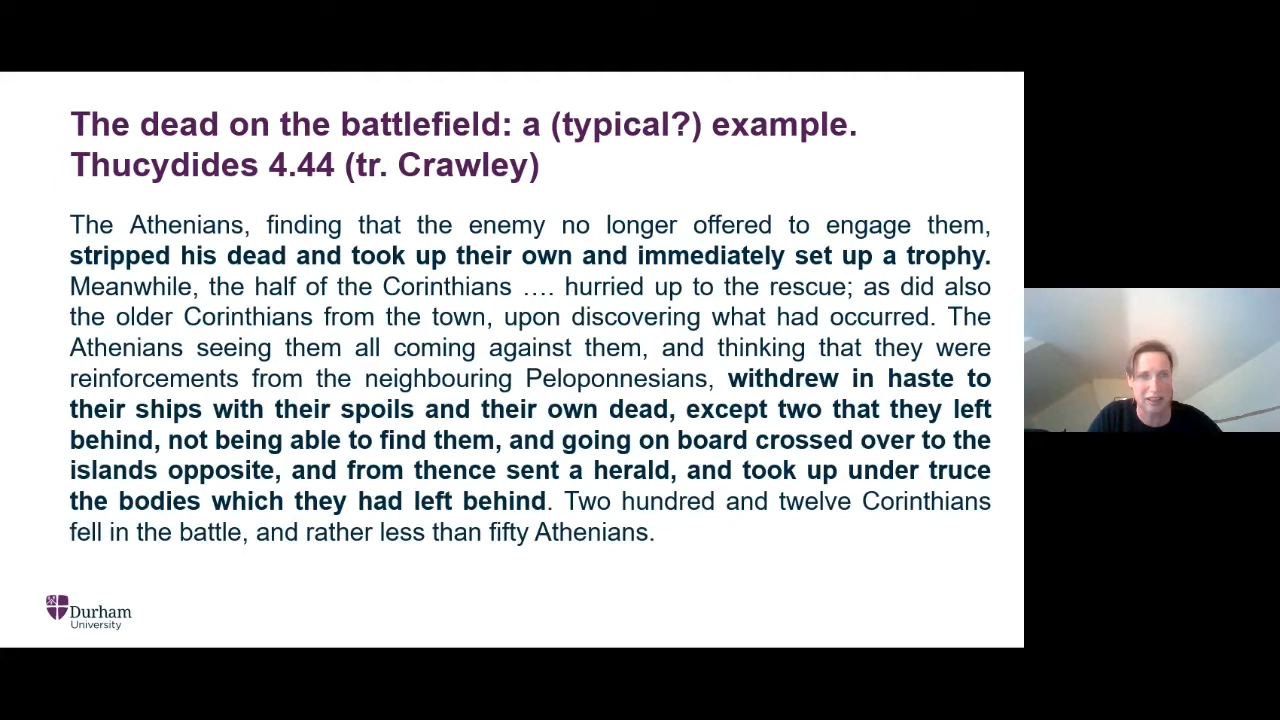 The dead on the battlefield: a (typical?) example.
Thucydides 4.44 (tr. Crawley)
The Athenians, finding that the enemy no longer offered to engage them,
stripped his dead and took up their own and immediately set up a trophy.
Meanwhile, the half of the Corinthians …. hurried up to the rescue; as did also
the older Corinthians from the town, upon discovering what had occurred. The
Athenians seeing them all coming against them, and thinking that they were
reinforcements from the neighbouring Peloponnesians, withdrew in haste to
their ships with their spoils and their own dead, except two that they left
behind, not being able to find them, and going on board crossed over to the
islands opposite, and from thence sent a herald, and took up under truce
the bodies which they had left behind. Two hundred and twelve Corinthians
fell in the battle, and rather less than fifty Athenians.
Durham
University